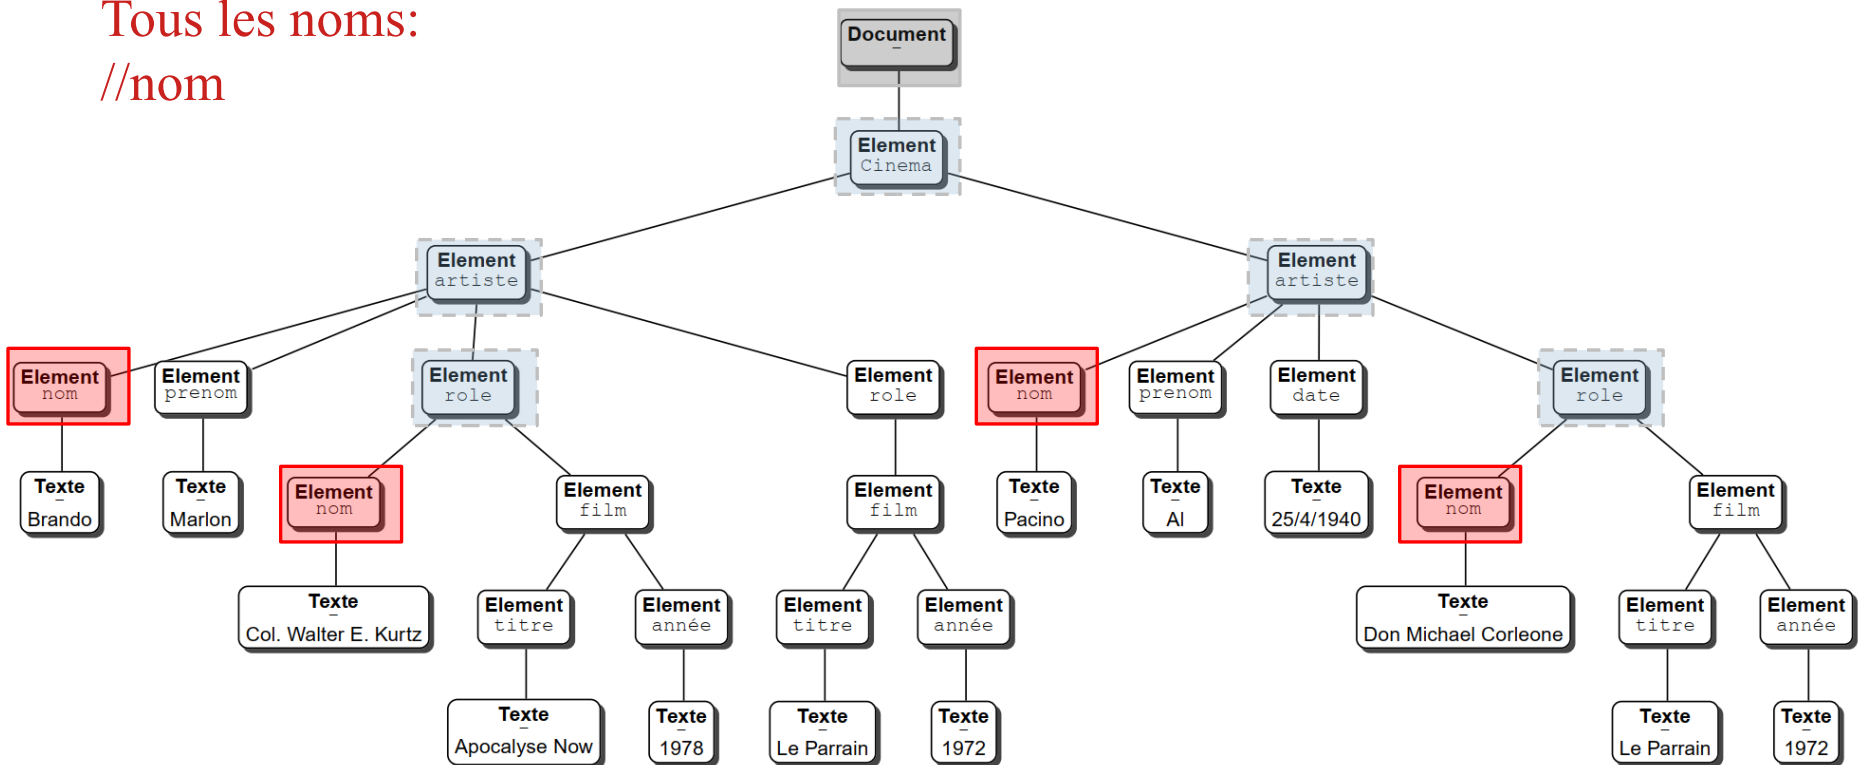 Tous les noms:
//nom
Document
–
Element
Cinema
Element
artiste
Element
artiste
Element
nom
Element
prenom
Element
role
Element
role
Element
nom
Element
prenom
Element
date
Element
role
Texte
–
Brando
Texte
–
Marlon
Element
nom
Element
film
Element
film
Texte
–
Pacino
Texte
–
Al
Texte
–
25/4/1940
Element
nom
Element
film
Texte
–
Col. Walter E. Kurtz
Element
titre
Element
année
Element
titre
Element
année
Texte
–
Don Michael Corleone
Element
titre
Element
année
Texte
–
Apocalyse Now
Texte
–
1978
Texte
–
Le Parrain
Texte
–
1972
Texte
–
Le Parrain
Texte
–
1972